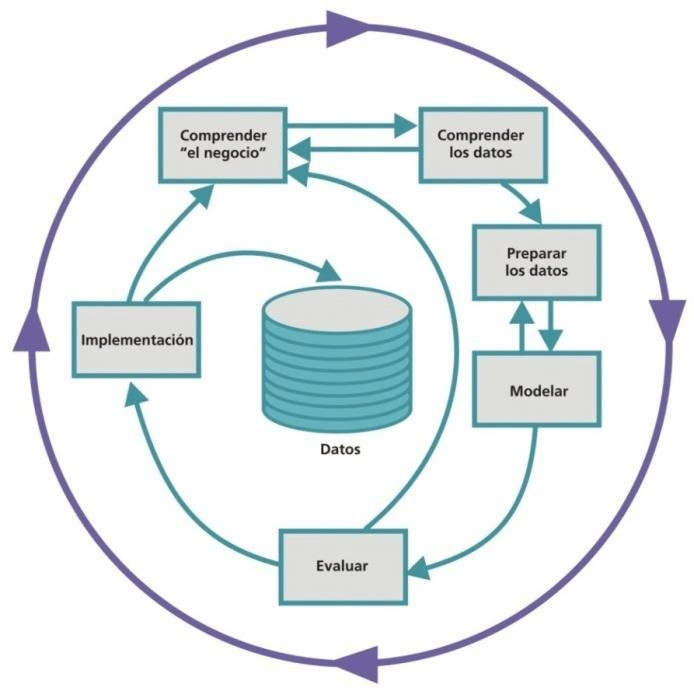 Comprender
“el negocio”
Comprender
los datos
Preparar
los datos
Implementación
Modelar
Datos
Evaluar